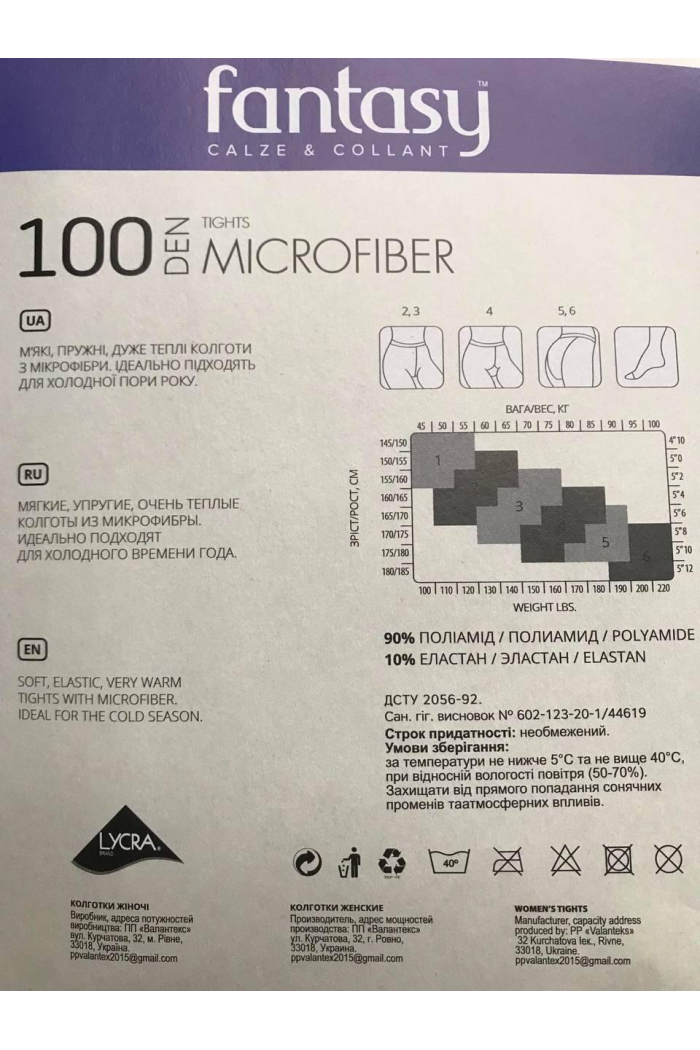 fantasy™
CALZE & COLLANT
100 DEN
TIGHTS
MICROFIBER
UA
М'ЯКІ, ПРУЖНІ, ДУЖЕ ТЕПЛІ КОЛГОТИ
З МІКРОФІБРИ. ІДЕАЛЬНО ПІДХОДЯТЬ
ДЛЯ ХОЛОДНОЇ ПОРИ РОКУ.
RU
МЯГКИЕ, УПРУГИЕ, ОЧЕНЬ ТЕПЛЫЕ
КОЛГОТЫ ИЗ МИКРОФИБРЫ.
ИДЕАЛЬНО ПОДХОДЯТ
ДЛЯ ХОЛОДНОГО ВРЕМЕНИ ГОДА.
EN
SOFT, ELASTIC, VERY WARM
TIGHTS WITH MICROFIBER.
IDEAL FOR THE COLD SEASON.
2, 3 4 5, 6
ВАГА/ВЕС, КГ
45 | 50 | 55 | 60 | 65 | 70 | 75 | 80 | 85 | 90 | 95 | 100
ЗРІСТ/РОСТ, СМ
145/150 4"10
150/155 1 5"0
155/160 5"2
160/165 3 5"4
165/170 5"6
170/175 5 5"8
175/180 6 5"10
180/185 5"12
100 | 110 | 120 | 130 | 140 | 150 | 160 | 170 | 180 | 190 | 200 | 220
WEIGHT LBS.
90% ПОЛІАМІД / ПОЛИАМИД / POLYAMIDE
10% ЕЛАСТАН / ЭЛАСТАН / ELASTAN
ДСТУ 2056-92.
Сан. гіг. висновок № 602-123-20-1/44619
Строк придатності: необмежений.
Умови зберігання:
за температури не нижче 5°С та не вище 40°С,
при відносній вологості повітря (50-70%).
Захищати від прямого попадання сонячних
променів таатмосферних впливів.
LYCRA®
BRAND
40°
КОЛГОТКИ ЖІНОЧІ
Виробник, адреса потужностей
виробництва: ПП «Валантекс»
вул. Курчатова, 32, м. Рівне,
33018, Україна.
ppvalantex2015@gmail.com
КОЛГОТКИ ЖЕНСКИЕ
Производитель, адрес мощностей
производства: ПП «Валантекс»
ул. Курчатова, 32, г. Ровно,
33018, Украина.
ppvalantex2015@gmail.com
WOMEN'S TIGHTS
Manufacturer, capacity address
produced by: PP «Valanteks»
32 Kurchatova lек., Rivne,
33018, Ukraine.
ppvalantex2015@gmail.com